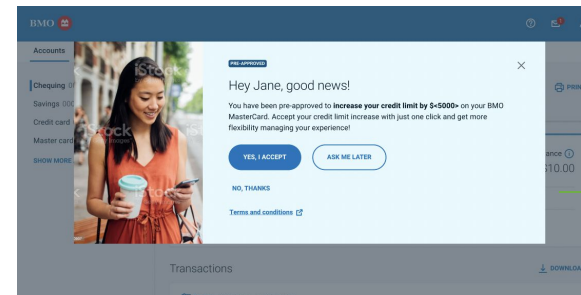 BMO
Accounts
Chequing
Savings 000
Credit card
Master card
SHOW MORE
iStock
iStock
PRE-APPROVED
Hey Jane, good news!
You have been pre-approved to increase your credit limit by $<5000> on your BMO
MasterCard. Accept your credit limit increase with just one click and get more
flexibility managing your experience!
YES, I ACCEPT
ASK ME LATER
NO, THANKS
Terms and conditions
PRIN
ance
$10.00
Transactions
DOWNLOA